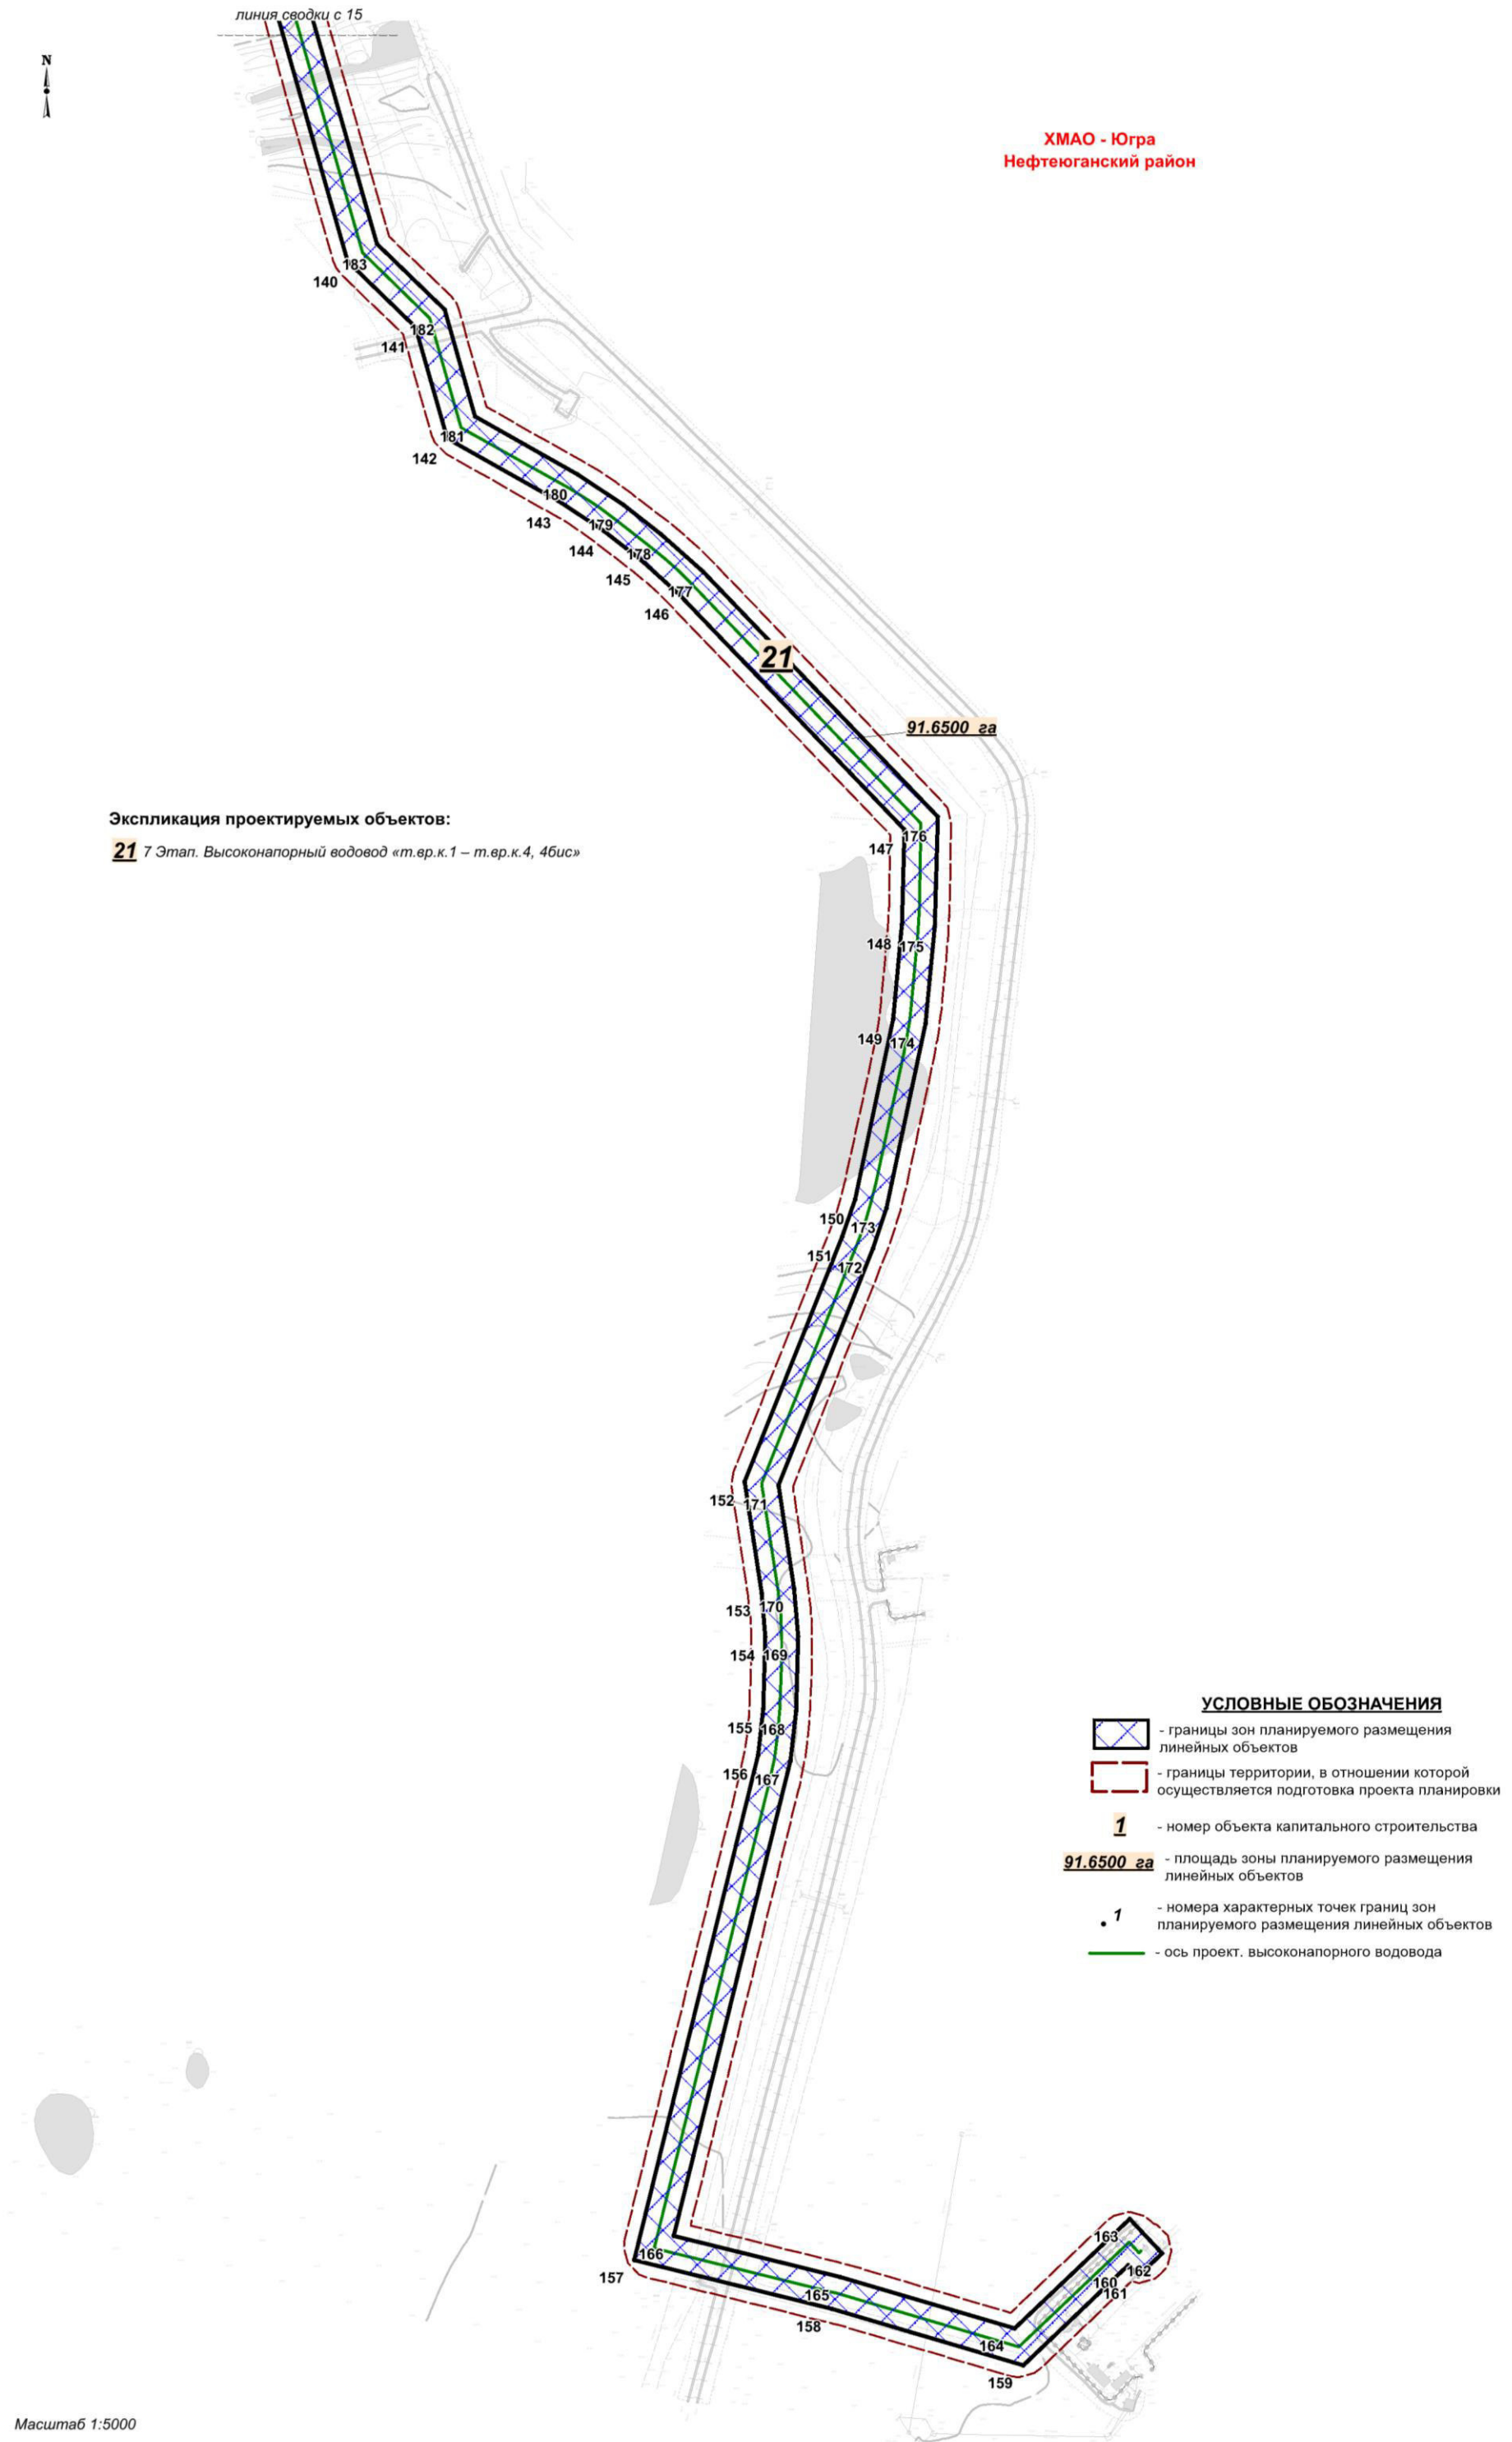 линия сводки с 15
N
ХМАО - Югра
Нефтеюганский район
183
140
182
141
181
142
180
143
179
144
178
145
177
146
21
91.6500 га
Экспликация проектируемых объектов:
21 7 Этап. Высоконапорный водовод «т.вр.к.1 – т.вр.к.4, 4бис»
176
147
148
175
149
174
150
173
151
172
152
171
153
170
154
169
155
168
156
167
УСЛОВНЫЕ ОБОЗНАЧЕНИЯ
- границы зон планируемого размещения
линейных объектов
- границы территории, в отношении которой
осуществляется подготовка проекта планировки
1 - номер объекта капитального строительства
91.6500 га - площадь зоны планируемого размещения
линейных объектов
1 - номера характерных точек границ зон
планируемого размещения линейных объектов
- ось проект. высоконапорного водовода
163
162
160
161
166
157
165
158
164
159
Масштаб 1:5000